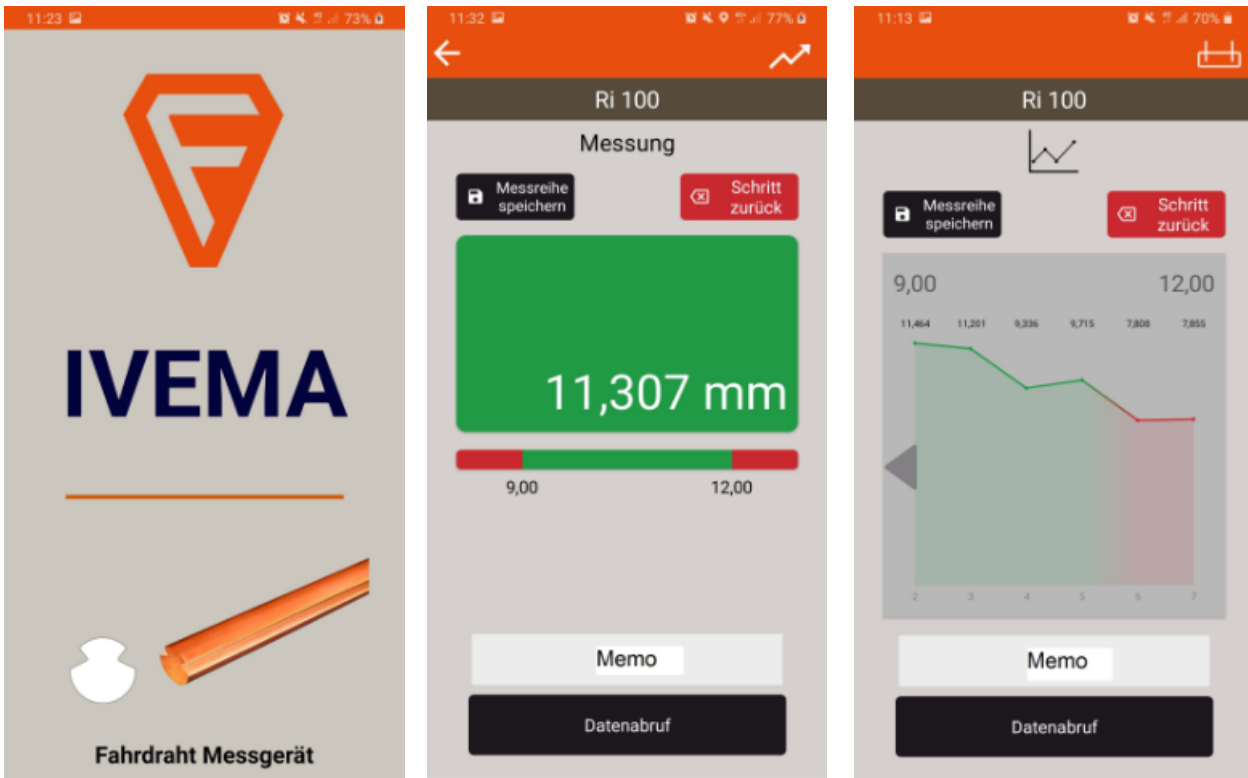 11:23
73%
IVEMA
Fahrdraht Messgerät
11:32
77%
Ri 100
Messung
Messreihe
speichern
Schritt
zurück
11,307 mm
9,00 12,00
Memo
Datenabruf
11:13
70%
Ri 100
Messreihe
speichern
Schritt
zurück
9,00 12,00
11,464 11,201 9,336 9,715 7,808 7,855
2 3 4 5 6 7
Memo
Datenabruf